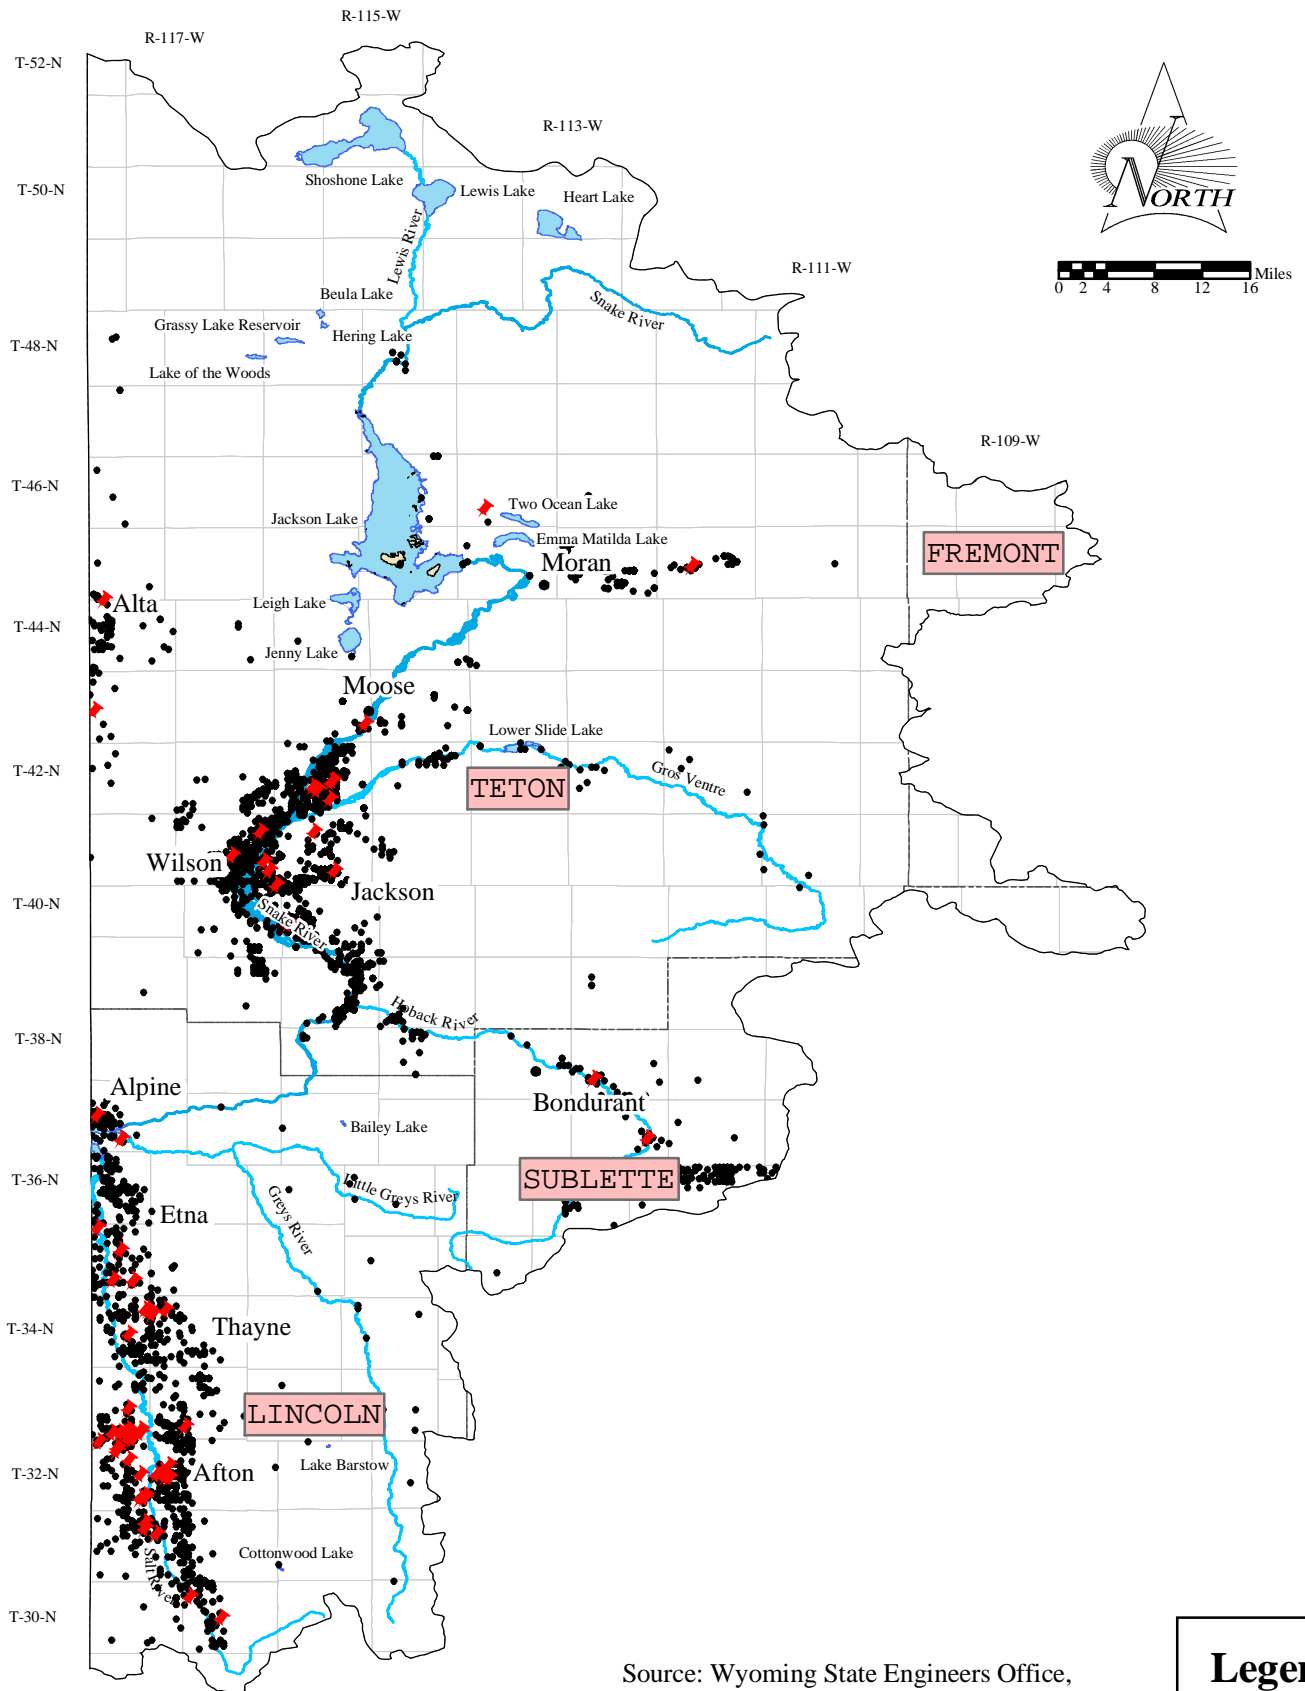 R-115-W
R-117-W
T-52-N
R-113-W
Shoshone Lake
T-50-N
Lewis Lake
Heart Lake
NORTH
Lewis River
R-111-W
Miles
0 2 4 8 12 16
Beula Lake
Snake River
Grassy Lake Reservoir
Hering Lake
T-48-N
Lake of the Woods
R-109-W
T-46-N
Two Ocean Lake
Jackson Lake
Emma Matilda Lake
FREMONT
Moran
Alta
Leigh Lake
T-44-N
Jenny Lake
Moose
Lower Slide Lake
T-42-N
Gros Ventre
TETON
Wilson
Jackson
T-40-N
Snake River
Hoback River
T-38-N
Alpine
Bondurant
Bailey Lake
T-36-N
SUBLETTE
Little Greys River
Etna
Greys River
T-34-N
Thayne
LINCOLN
Lake Barstow
T-32-N
Afton
Cottonwood Lake
Salt River
T-30-N
Source: Wyoming State Engineers Office,